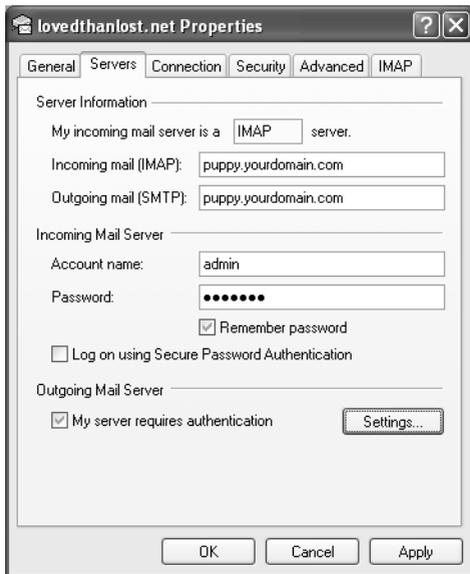 lovedthanlost.net Properties
General Servers Connection Security Advanced IMAP
Server Information
My incoming mail server is a IMAP server.
Incoming mail (IMAP): puppy.yourdomain.com
Outgoing mail (SMTP): puppy.yourdomain.com
Incoming Mail Server
Account name: admin
Password: •••••••
Remember password
Log on using Secure Password Authentication
Outgoing Mail Server
My server requires authentication Settings...
OK Cancel Apply